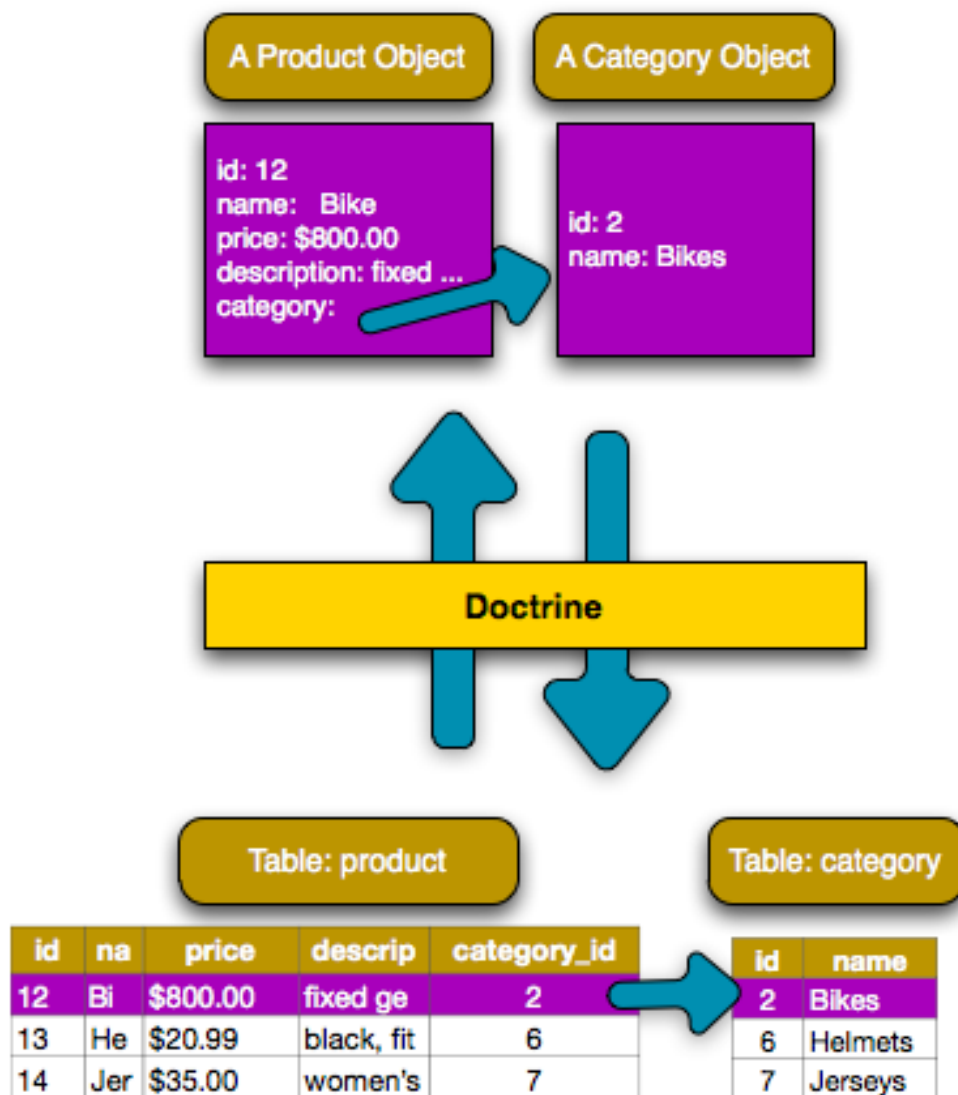 A Product Object
A Category Object
id: 12
name: Bike
price: $800.00
description: fixed ...
category:
id: 2
name: Bikes
Doctrine
Table: product
Table: category
id na price descrip category_id
12 Bi $800.00 fixed ge 2
13 He $20.99 black, fit 6
14 Jer $35.00 women's 7
id name
2 Bikes
6 Helmets
7 Jerseys